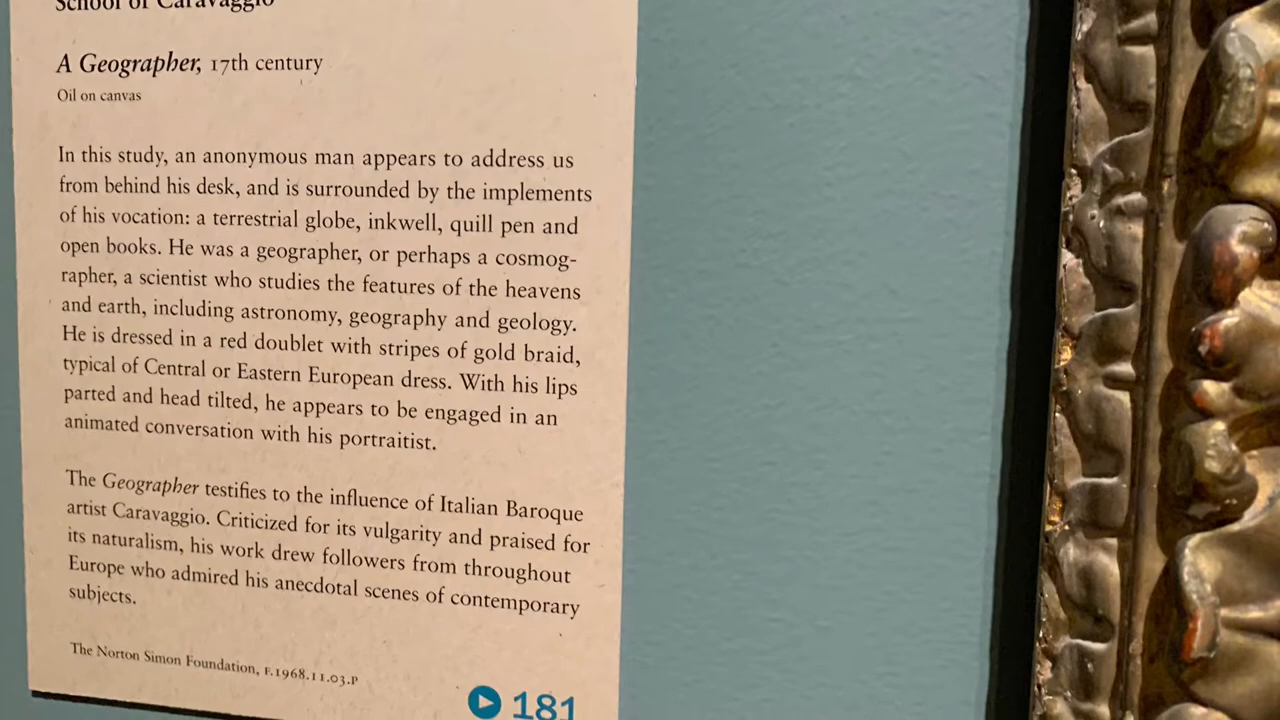 School of Caravaggio
A Geographer, 17th century
Oil on canvas
In this study, an anonymous man appears to address us
from behind his desk, and is surrounded by the implements
of his vocation: a terrestrial globe, inkwell, quill pen and
open books. He was a geographer, or perhaps a cosmog-
rapher, a scientist who studies the features of the heavens
and earth, including astronomy, geography and geology.
He is dressed in a red doublet with stripes of gold braid,
typical of Central or Eastern European dress. With his lips
parted and head tilted, he appears to be engaged in an
animated conversation with his portraitist.
The Geographer testifies to the influence of Italian Baroque
artist Caravaggio. Criticized for its vulgarity and praised for
its naturalism, his work drew followers from throughout
Europe who admired his anecdotal scenes of contemporary
subjects.
The Norton Simon Foundation, F.1968.11.03.P
181